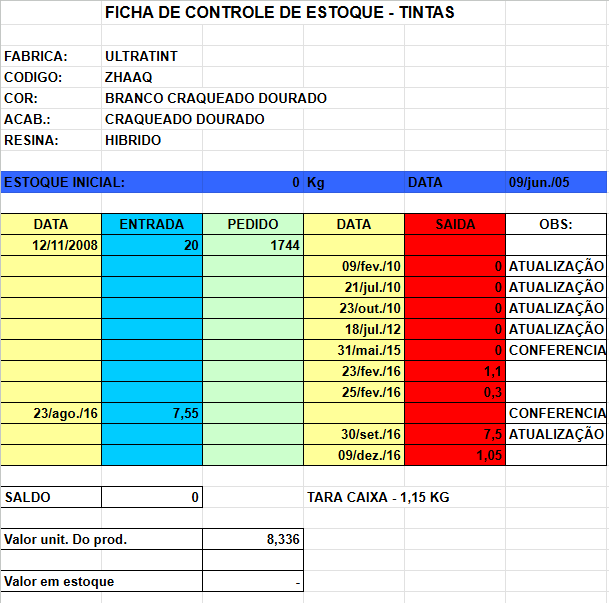 FICHA DE CONTROLE DE ESTOQUE - TINTAS
FABRICA: ULTRATINT
CODIGO: ZHAAQ
COR: BRANCO CRAQUEADO DOURADO
ACAB.: CRAQUEADO DOURADO
RESINA: HIBRIDO
ESTOQUE INICIAL: 0 Kg DATA 09/jun./05
DATA ENTRADA PEDIDO DATA SAIDA OBS:
12/11/2008 20 1744
09/fev./10 0 ATUALIZAÇÃO
21/jul./10 0 ATUALIZAÇÃO
23/out./10 0 ATUALIZAÇÃO
18/jul./12 0 ATUALIZAÇÃO
31/mai./15 0 CONFERENCIA
23/fev./16 1,1
25/fev./16 0,3
23/ago./16 7,55 CONFERENCIA
30/set./16 7,5 ATUALIZAÇÃO
09/dez./16 1,05
SALDO 0 TARA CAIXA - 1,15 KG
Valor unit. Do prod. 8,336
Valor em estoque -